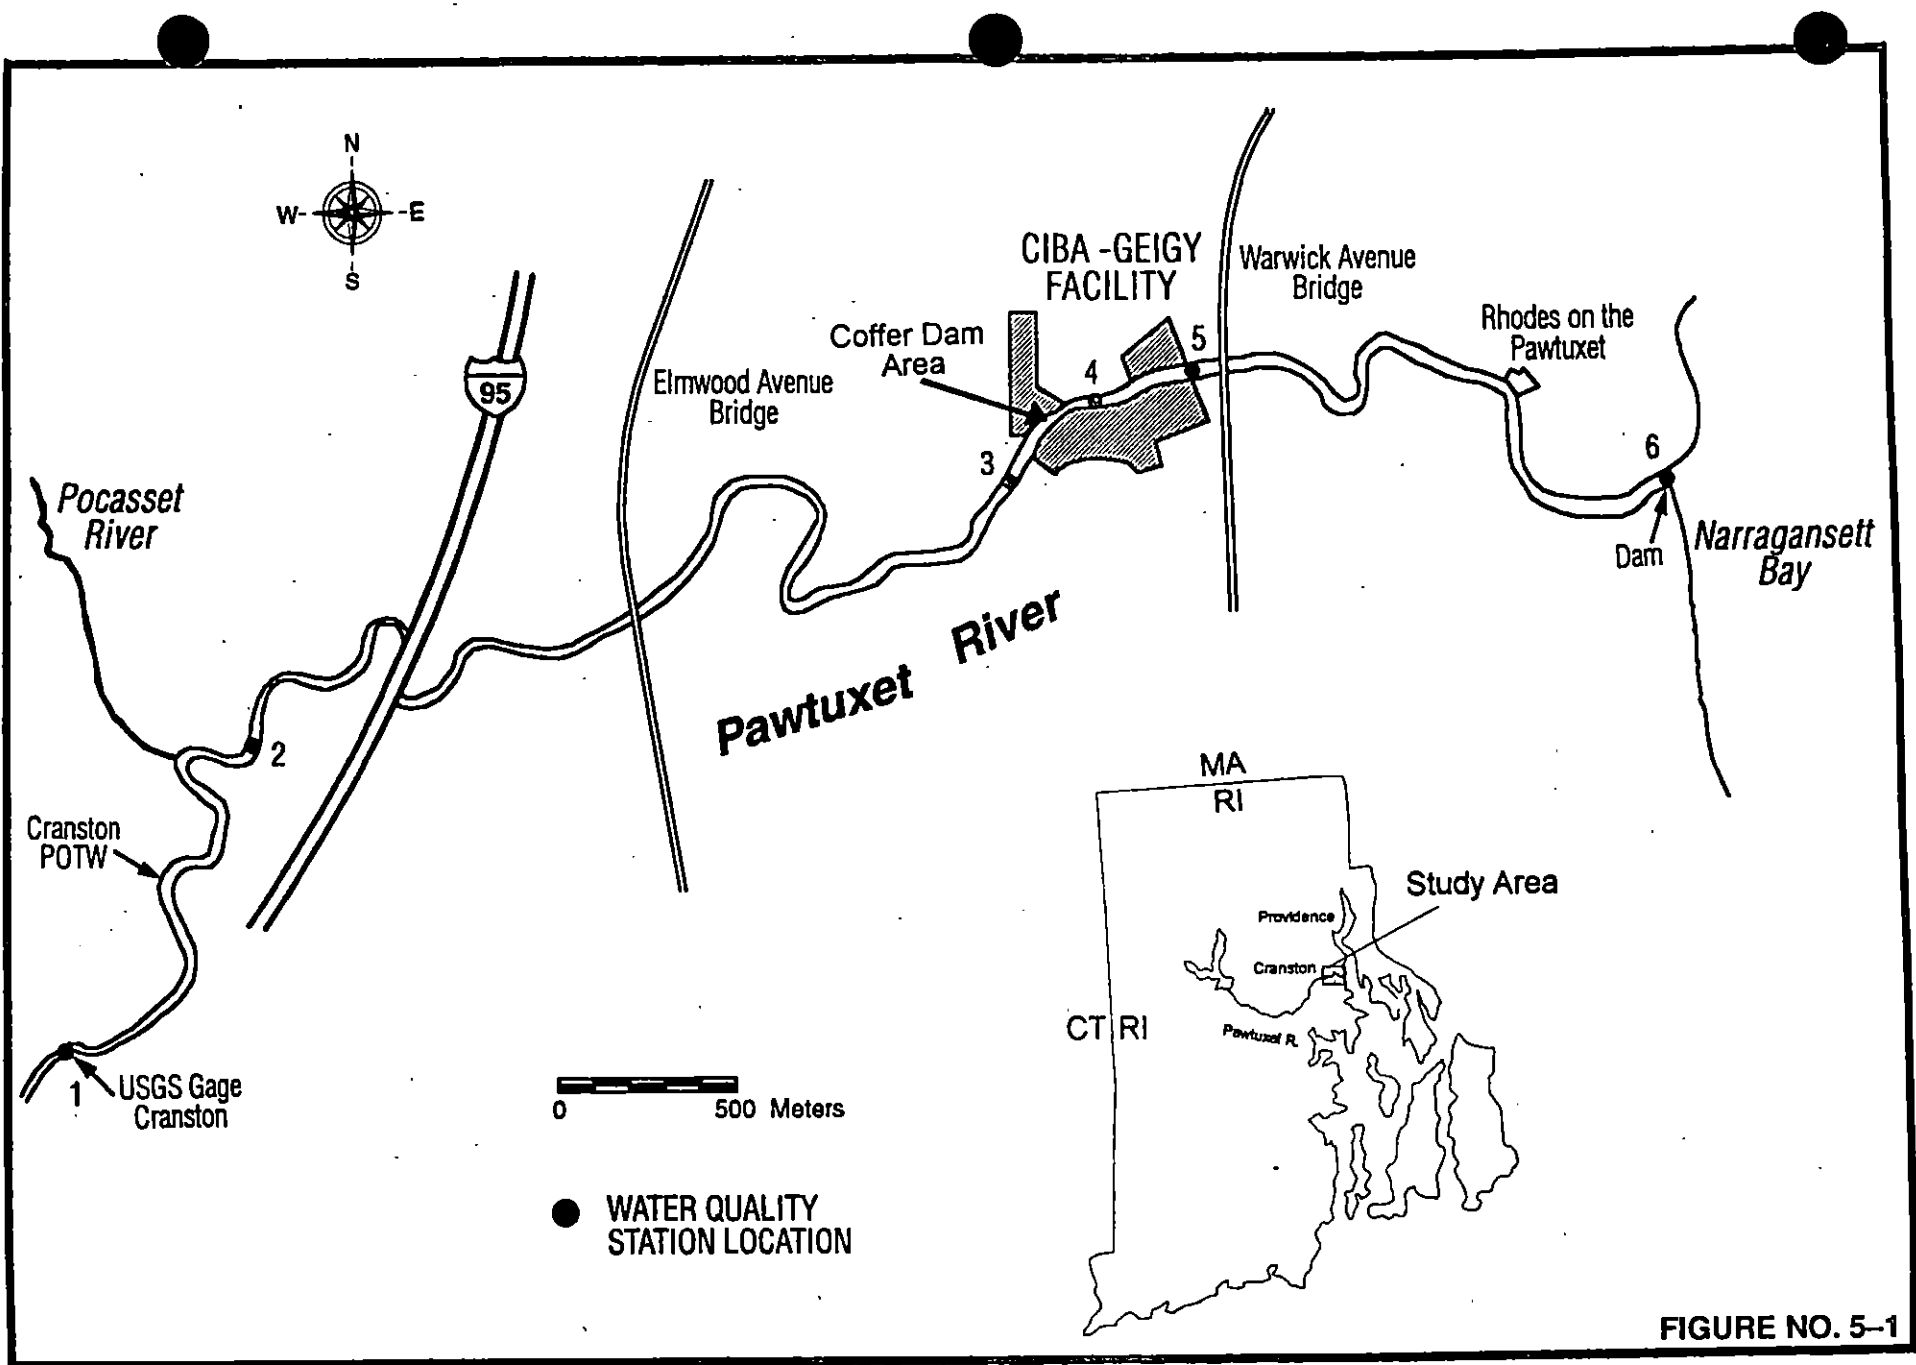 N
W
E
S
CIBA -GEIGY
FACILITY
Warwick Avenue
Bridge
Rhodes on the
Pawtuxet
Coffer Dam
Area
5
4
95
Elmwood Avenue
Bridge
3
6
Pocasset
River
Dam
Narragansett
Bay
Pawtuxet River
2
MA
RI
Cranston
POTW
Study Area
Providence
Cranston
CT RI
Pawtuxet R.
1
USGS Gage
Cranston
0
500 Meters
WATER QUALITY
STATION LOCATION
FIGURE NO. 5-1